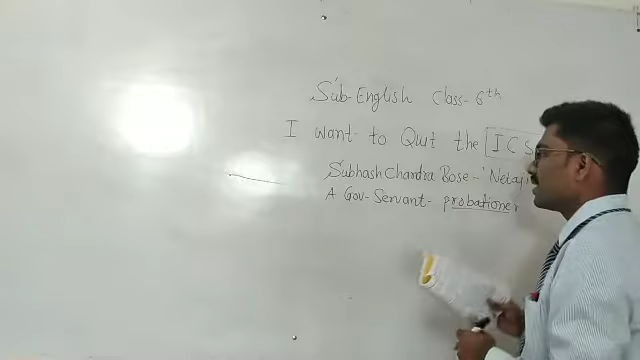 Sub-English Class-6th
I want to Quit the ICS
Subhash Chandra Bose-'Netaji
A Gov-Servant- probationer